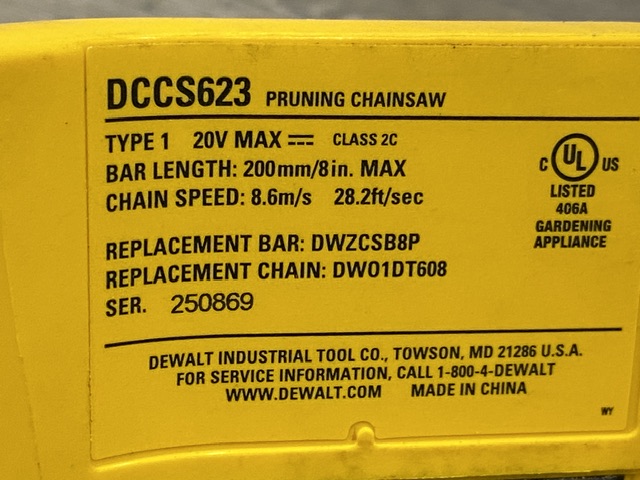 DCCS623 PRUNING CHAINSAW
TYPE 1 20V MAX CLASS 2C
BAR LENGTH: 200mm/8in. MAX
CHAIN SPEED: 8.6m/s 28.2ft/sec
C UL US
LISTED
406A
GARDENING
APPLIANCE
REPLACEMENT BAR: DWZCSB8P
REPLACEMENT CHAIN: DWO1DT608
SER. 250869
DEWALT INDUSTRIAL TOOL CO., TOWSON, MD 21286 U.S.A.
FOR SERVICE INFORMATION, CALL 1-800-4-DEWALT
WWW.DEWALT.COM MADE IN CHINA
WY